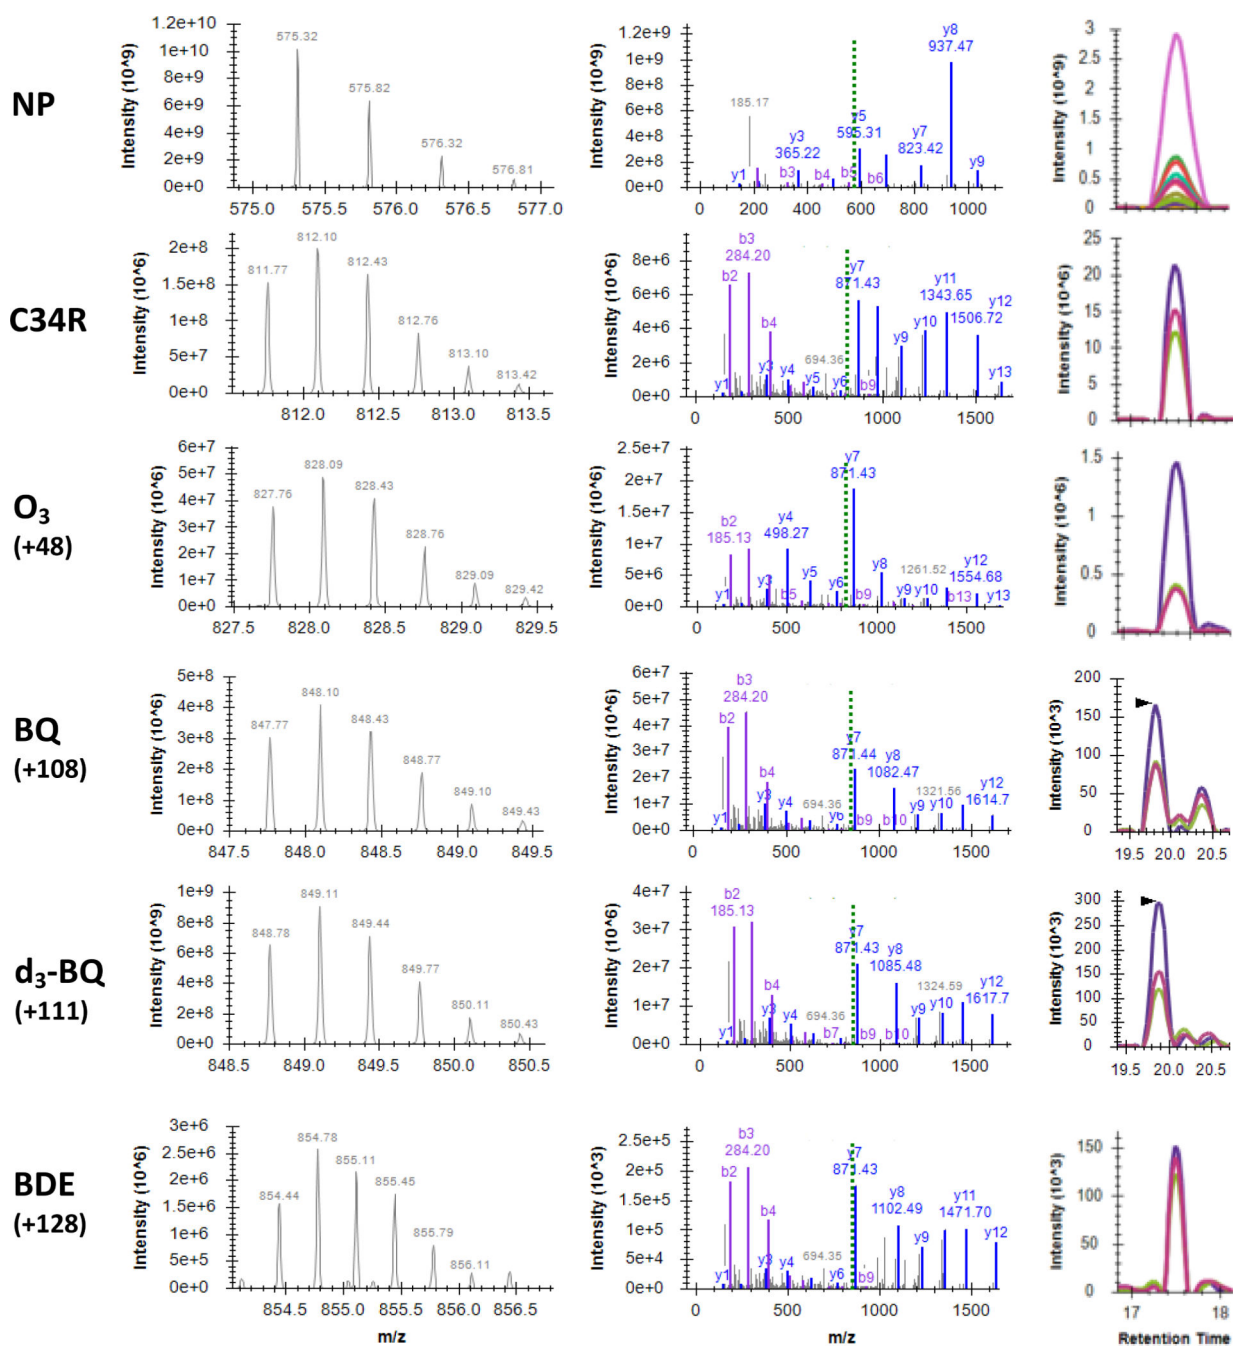 NP
Intensity (10^9)
1.2e+10
1e+10
8e+9
6e+9
4e+9
2e+9
0e+0
575.32
575.82
576.32
576.81
575.0 575.5 576.0 576.5 577.0
Intensity (10^9)
1.2e+9
1e+9
8e+8
6e+8
4e+8
2e+8
0e+0
185.17
y1
b3
y3
365.22
b4
b5
y5
595.31
b6
y7
823.42
y8
937.47
y9
0 200 400 600 800 1000
Intensity (10^9)
3
2.5
2
1.5
1
0.5
0
C34R
Intensity (10^6)
2e+8
1.5e+8
1e+8
5e+7
0e+0
811.77
812.10
812.43
812.76
813.10
813.42
812.0 812.5 813.0 813.5
Intensity (10^6)
8e+6
6e+6
4e+6
2e+6
0e+0
y1
b2
b3
284.20
b4
y3
y4
y5
694.36
y6
y7
871.43
b9
y9
y10
y11
1343.65
y12
1506.72
y13
0 500 1000 1500
Intensity (10^6)
25
20
15
10
5
0
O3
(+48)
Intensity (10^6)
6e+7
5e+7
4e+7
3e+7
2e+7
1e+7
0e+0
827.76
828.09
828.43
828.76
829.09
829.42
827.5 828.0 828.5 829.0 829.5
Intensity (10^6)
2.5e+7
2e+7
1.5e+7
1e+7
5e+6
0e+0
y1
b2
185.13
y3
y4
498.27
b5
y5
y6
y7
871.43
b9
y8
y9
y10
1261.52
b13
y12
1554.68
y13
0 500 1000 1500
Intensity (10^6)
1.5
1
0.5
0
BQ
(+108)
Intensity (10^6)
5e+8
4e+8
3e+8
2e+8
1e+8
0e+0
847.77
848.10
848.43
848.77
849.10
849.43
847.5 848.0 848.5 849.0 849.5
Intensity (10^6)
6e+7
5e+7
4e+7
3e+7
2e+7
1e+7
0e+0
y1
b2
b3
284.20
b4
y3
y4
694.36
y6
y7
871.44
b9
y8
1082.47
b10
y9
y10
1321.56
y12
1614.7
0 500 1000 1500
Intensity (10^3)
200
150
100
50
0
19.5 20.0 20.5
d3-BQ
(+111)
Intensity (10^9)
1e+9
8e+8
6e+8
4e+8
2e+8
0e+0
848.78
849.11
849.44
849.77
850.11
850.43
848.5 849.0 849.5 850.0 850.5
Intensity (10^6)
4e+7
3e+7
2e+7
1e+7
0e+0
y1
b2
185.13
b4
y3
y4
694.36
b7
y7
871.43
b9
y8
1085.48
b10
y9
y10
1324.59
y12
1617.7
0 500 1000 1500
Intensity (10^3)
300
250
200
150
100
50
0
19.5 20.0 20.5
BDE
(+128)
Intensity (10^6)
3e+6
2.5e+6
2e+6
1.5e+6
1e+6
5e+5
0e+0
854.44
854.78
855.11
855.45
855.79
856.11
854.5 855.0 855.5 856.0 856.5
m/z
Intensity (10^3)
2.5e+5
2e+5
1.5e+5
1e+5
5e+4
0e+0
y1
b2
b3
284.20
b4
y3
y4
694.35
y6
y7
871.43
b9
y8
1102.49
y9
y11
1471.70
y12
0 500 1000 1500
m/z
Intensity (10^3)
150
100
50
0
17 18
Retention Time